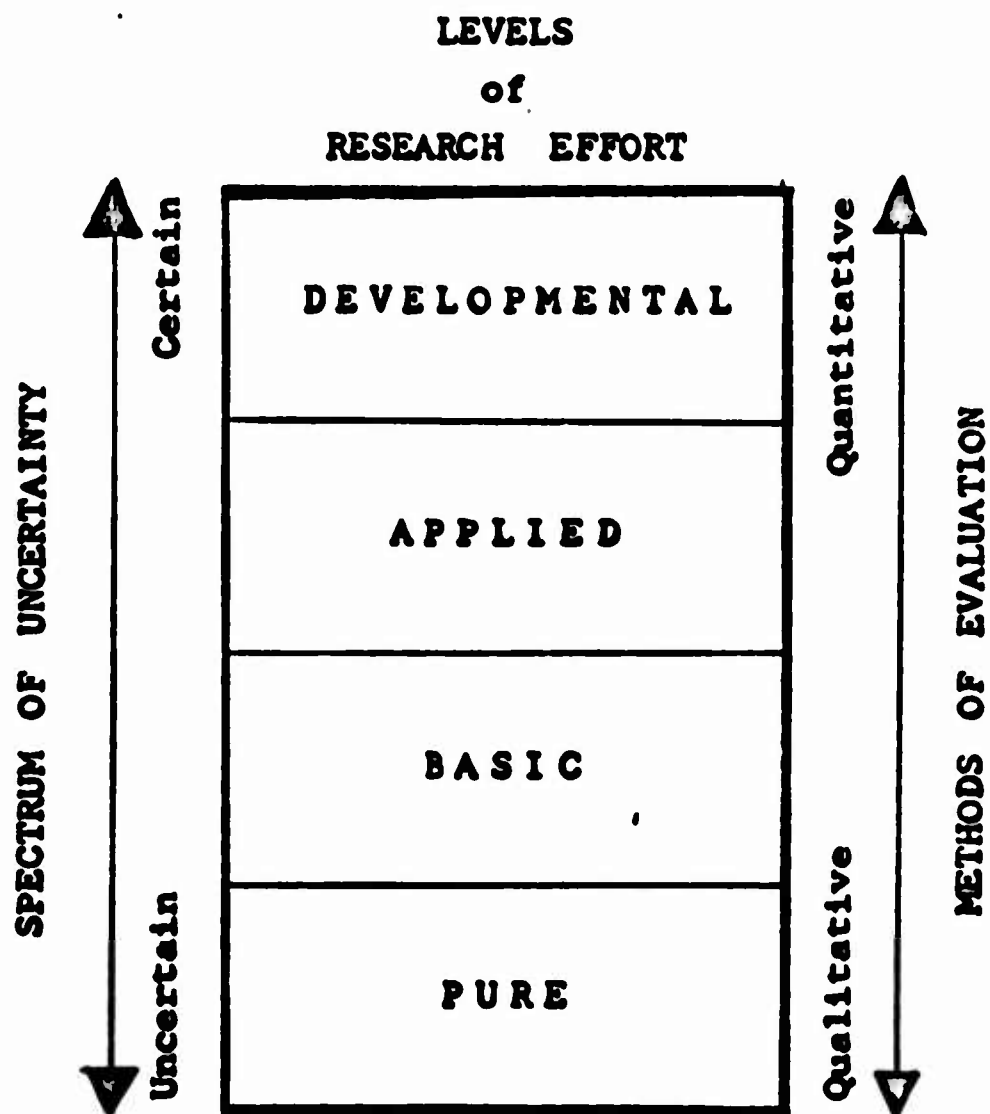 LEVELS
of
RESEARCH EFFORT
Certain
DEVELOPMENTAL
Quantitative
SPECTRUM OF UNCERTAINTY
APPLIED
METHODS OF EVALUATION
BASIC
Uncertain
PURE
Qualitative